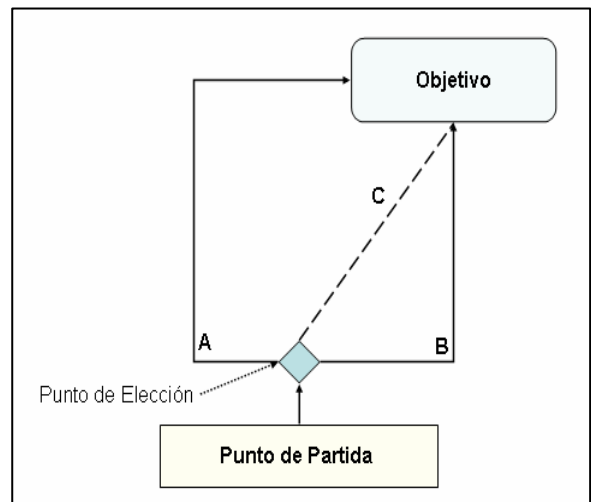 Objetivo
C
A
B
Punto de Elección
Punto de Partida